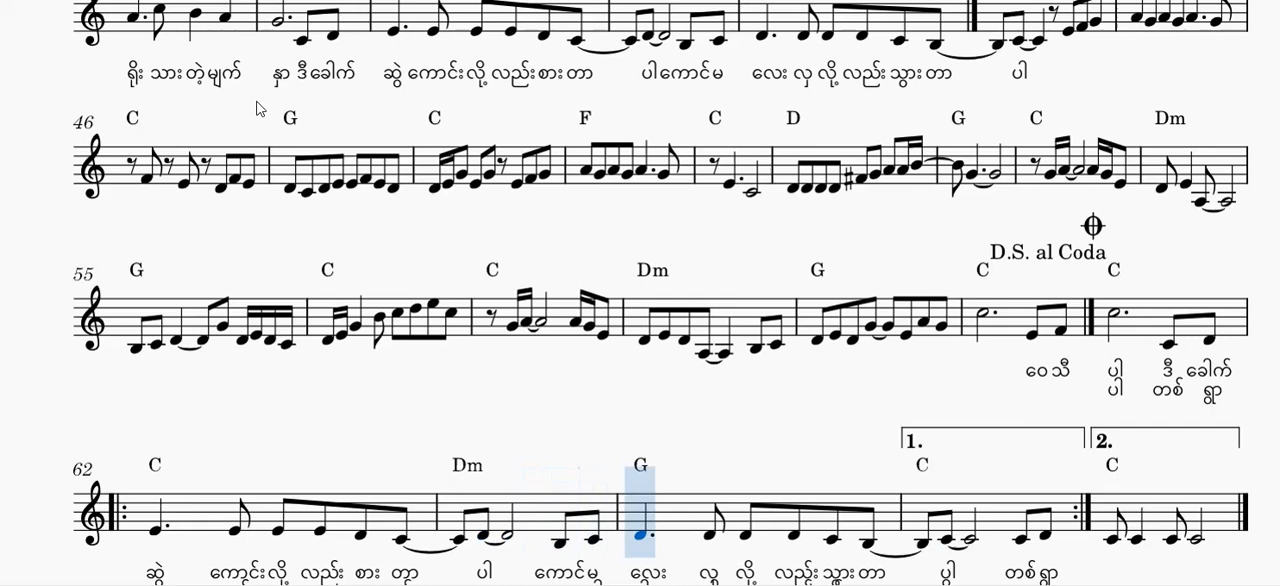 ရိုး သား တဲ့ မျက် နှာ ဒီ ခေါက် ဆွဲ ကောင်း လို့ လည်း စား တာ ပါ ကောင် မ လေး လှ လို့ လည်း သွား တာ ပါ
46 C G C F C D G C Dm
D.S. al Coda
55 G C C Dm G C C
ဝေ သီ ပါ ဒီ ခေါက်
ပါ တစ် ရွာ
1. 2.
62 C Dm G C C
ဆွဲ ကောင်း လို့ လည်း စား တာ ပါ ကောင် မ လေး လှ လို့ လည်း သွား တာ ပါ တစ် ရွာ